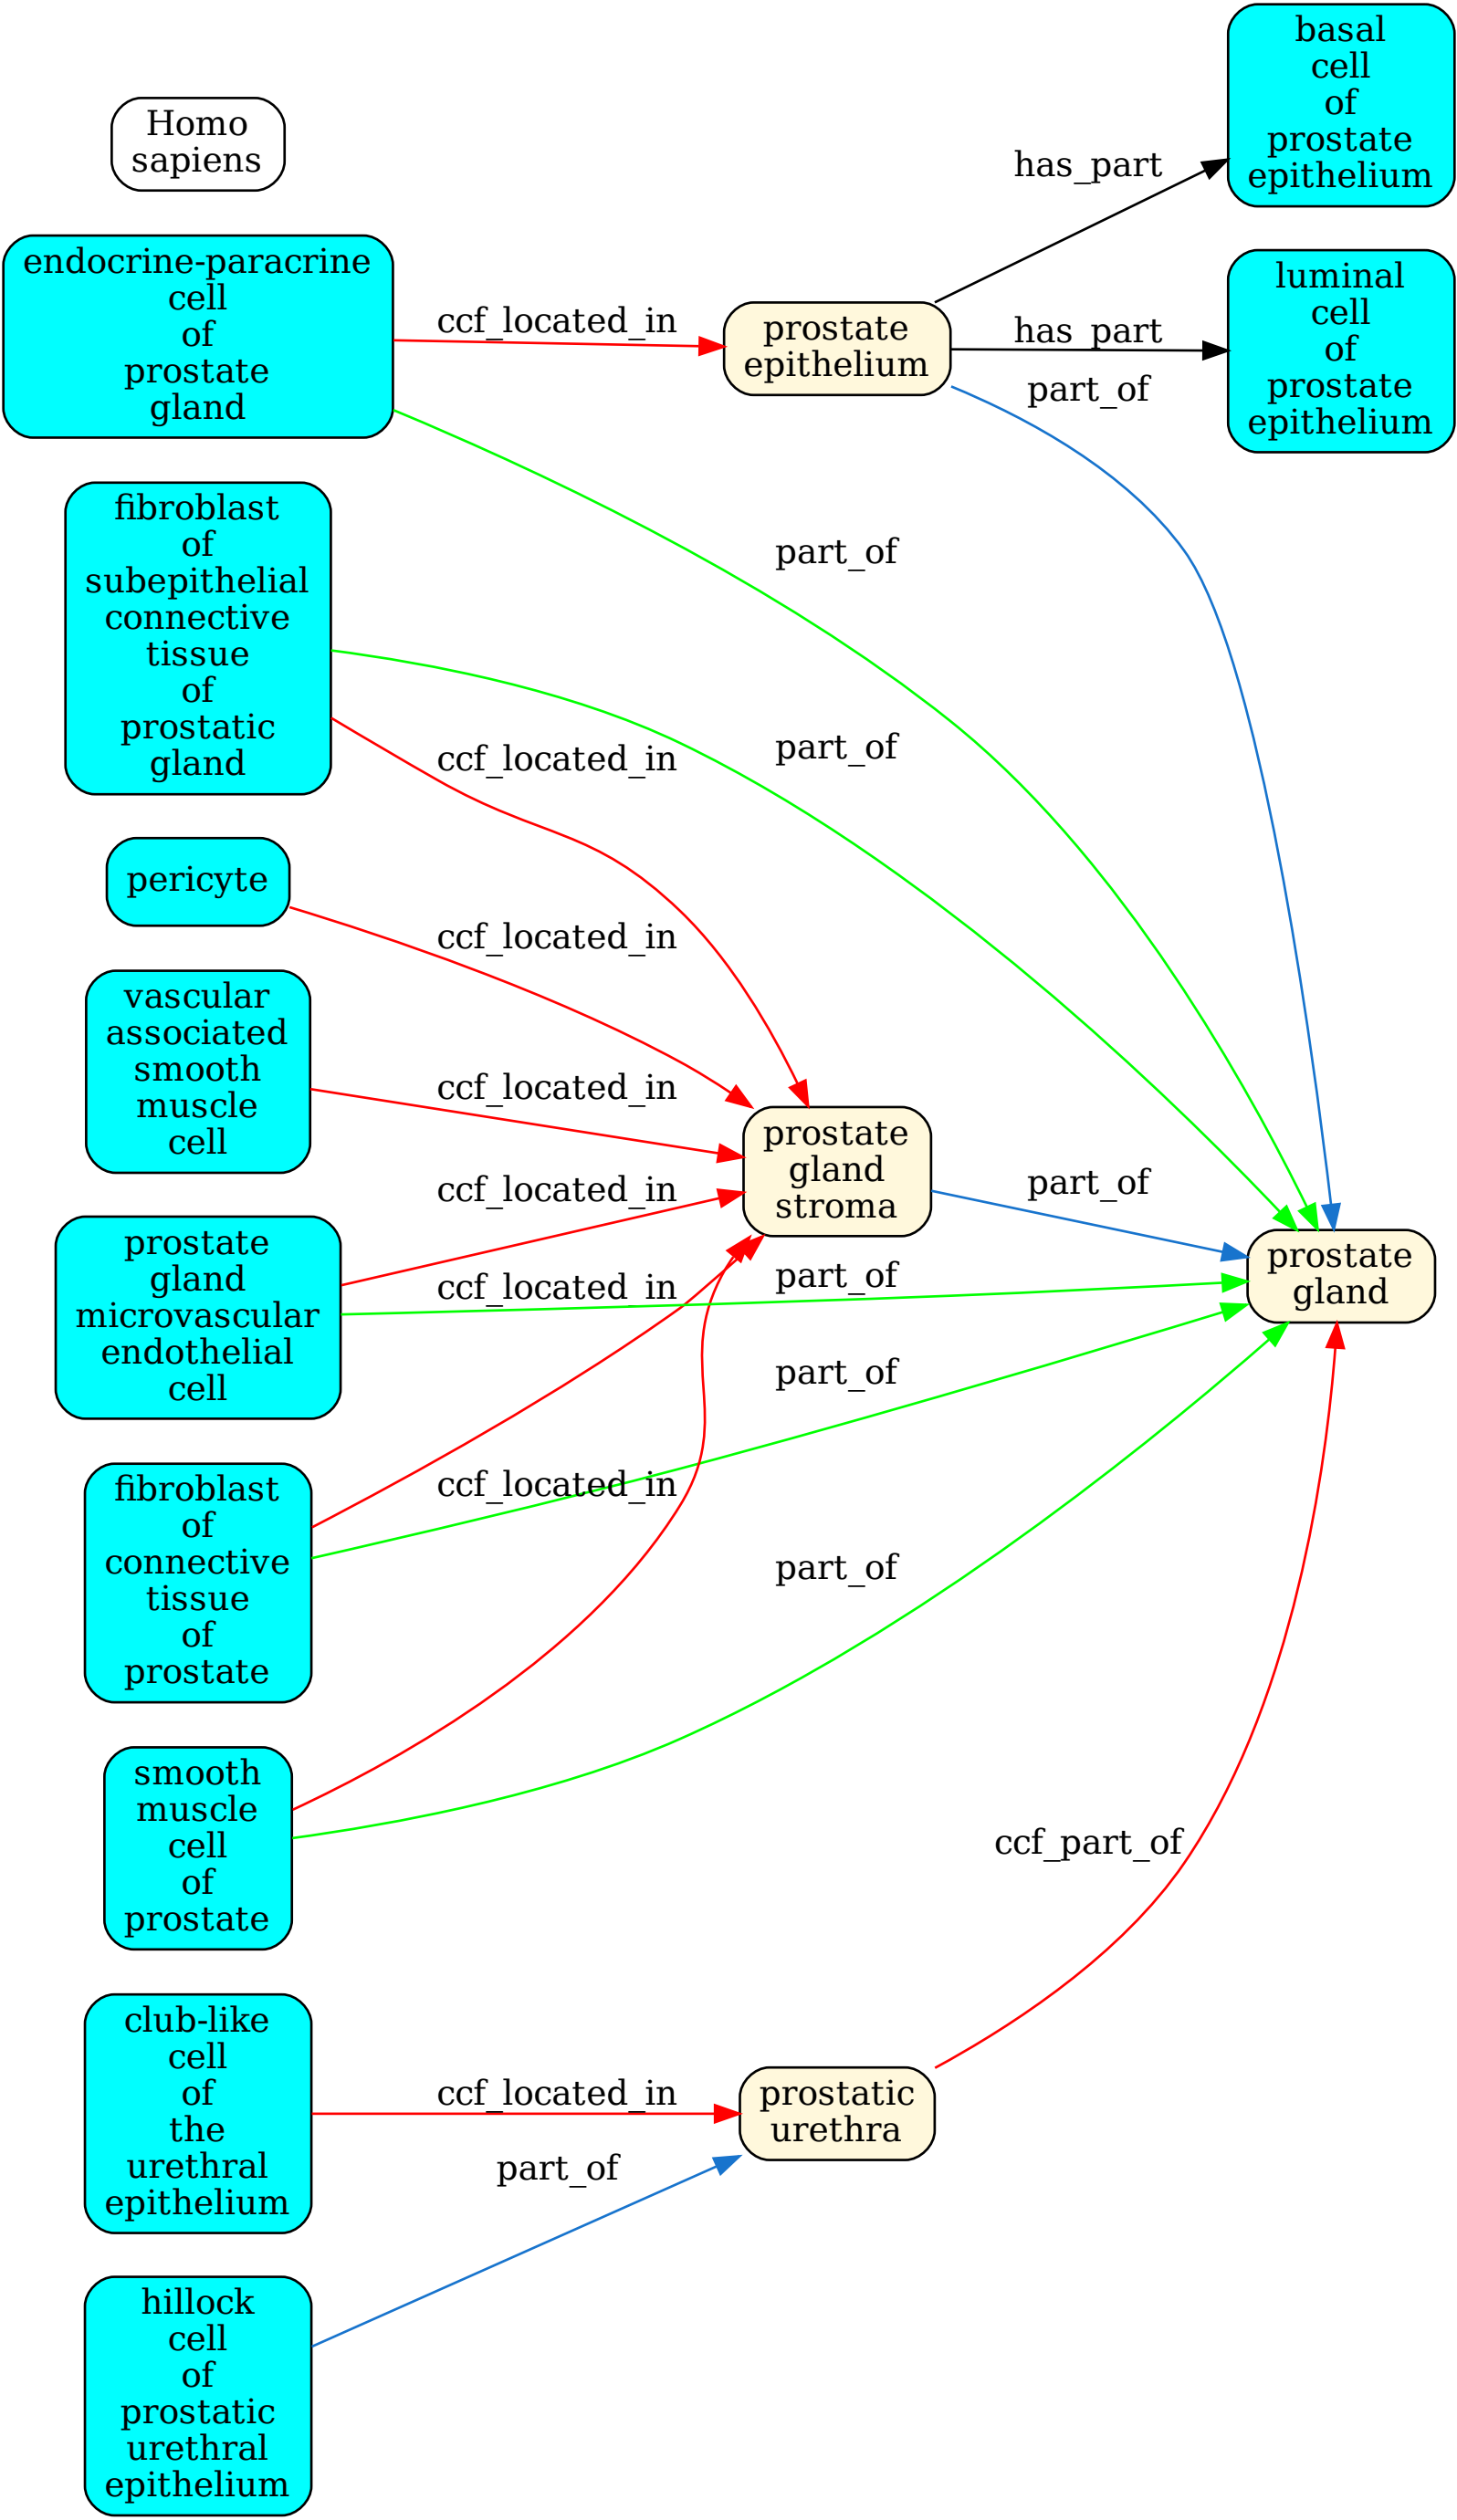 basal
cell
of
prostate
epithelium
Homo
sapiens
has_part
endocrine-paracrine
cell
of
prostate
gland
ccf_located_in
prostate
epithelium
has_part
part_of
luminal
cell
of
prostate
epithelium
part_of
fibroblast
of
subepithelial
connective
tissue
of
prostatic
gland
part_of
ccf_located_in
pericyte
ccf_located_in
vascular
associated
smooth
muscle
cell
ccf_located_in
prostate
gland
stroma
part_of
prostate
gland
microvascular
endothelial
cell
ccf_located_in
part_of
ccf_located_in
prostate
gland
fibroblast
of
connective
tissue
of
prostate
part_of
ccf_located_in
smooth
muscle
cell
of
prostate
part_of
ccf_part_of
club-like
cell
of
the
urethral
epithelium
ccf_located_in
prostatic
urethra
part_of
hillock
cell
of
prostatic
urethral
epithelium